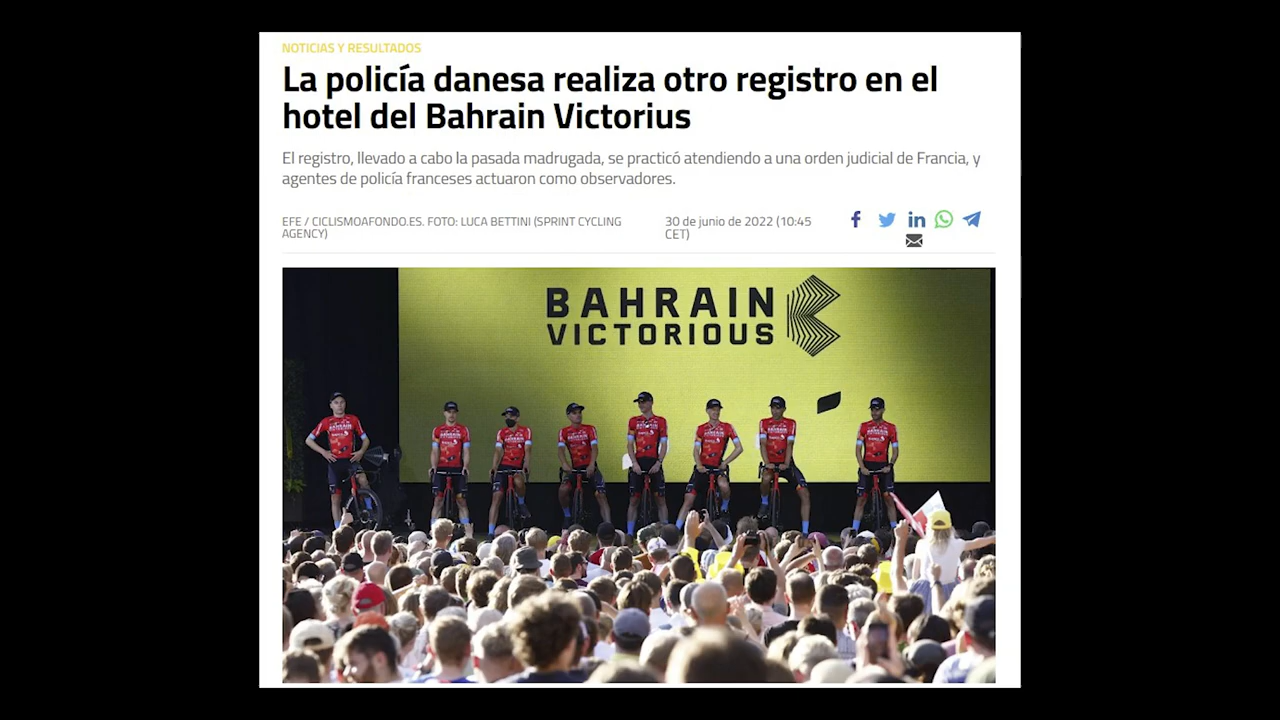 NOTICIAS Y RESULTADOS
La policía danesa realiza otro registro en el
hotel del Bahrain Victorius
El registro, llevado a cabo la pasada madrugada, se practicó atendiendo a una orden judicial de Francia, y
agentes de policía franceses actuaron como observadores.
EFE / CICLISMOAFONDO.ES. FOTO: LUCA BETTINI (SPRINT CYCLING
AGENCY)
30 de junio de 2022 (10:45
CET)
BAHRAIN
VICTORIOUS